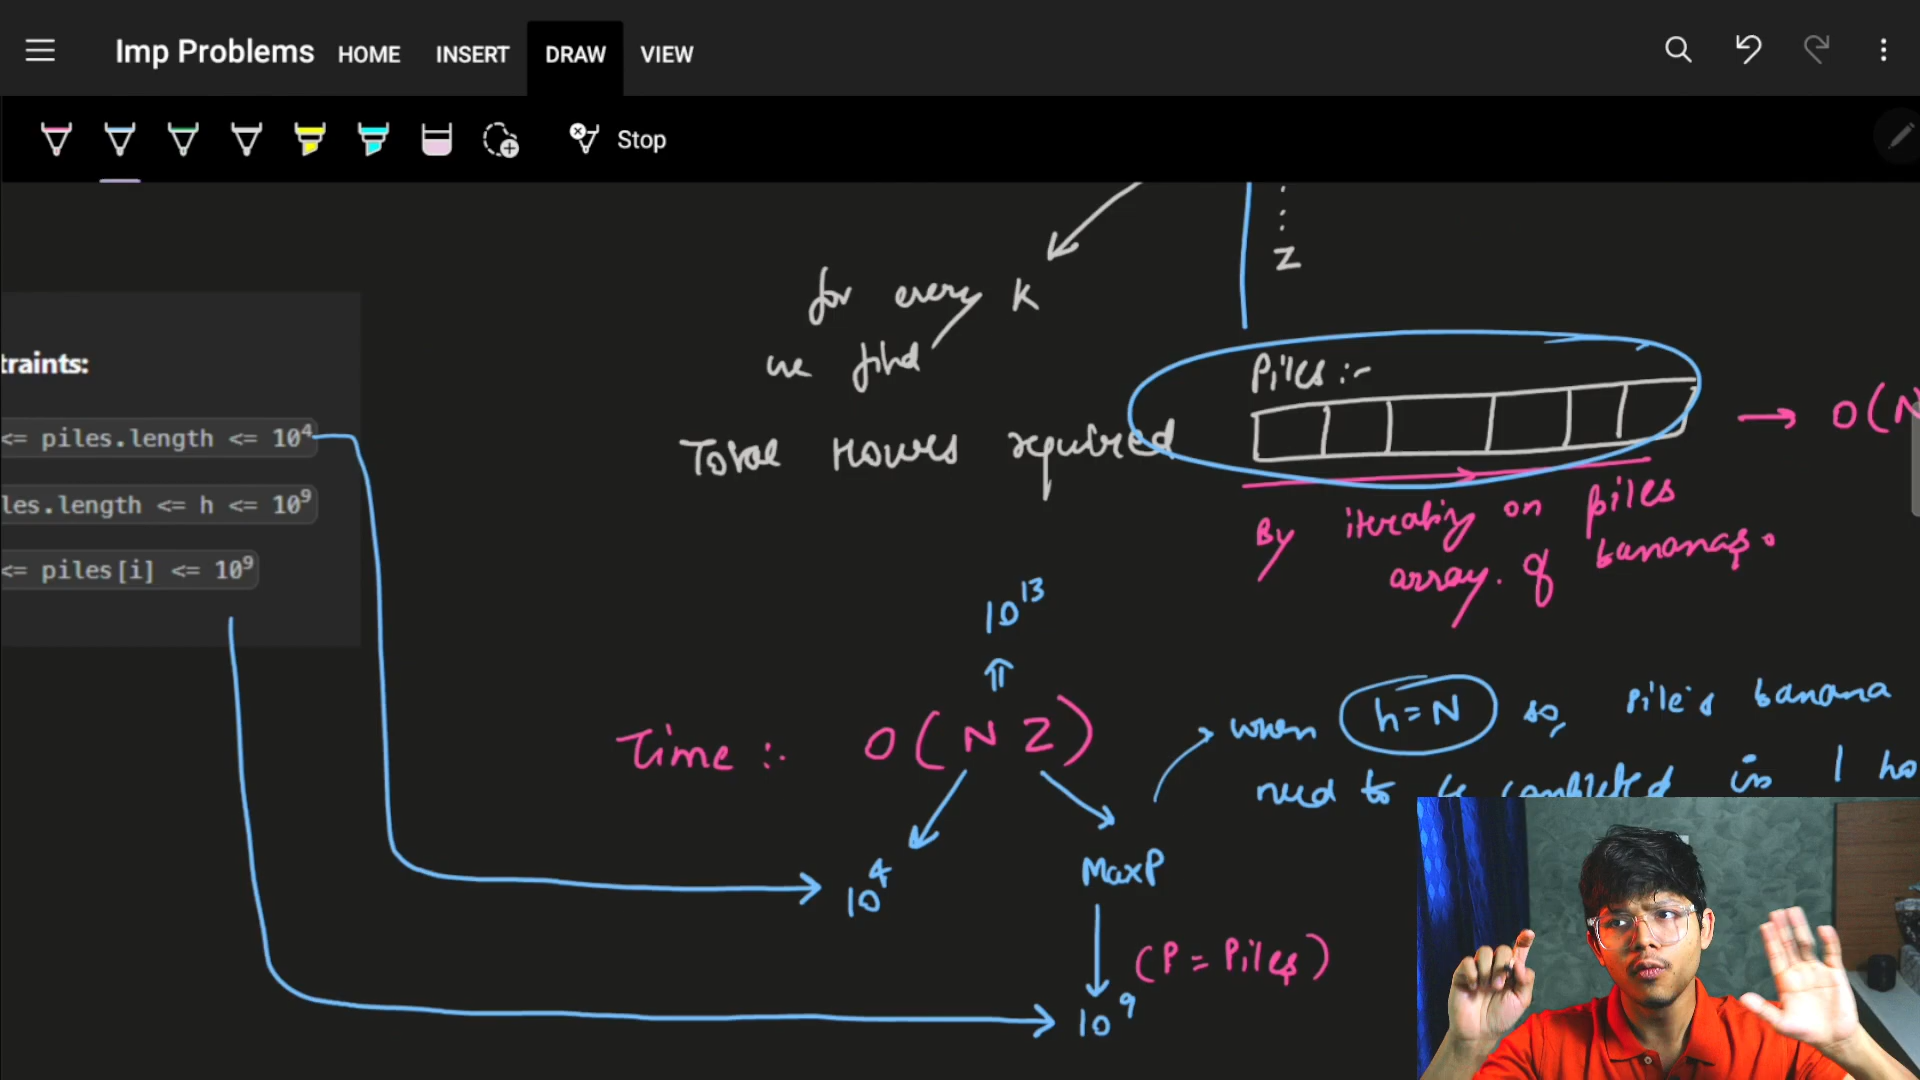 Imp Problems HOME INSERT DRAW VIEW
Stop
z
for every K
we find
Total Hours required
traints:
<= piles.length <= 10⁴
les.length <= h <= 10⁹
<= piles[i] <= 10⁹
Piles :-
→ O(N
By iterating on piles
array. of bananas.
10¹³
⇑
Time :- O(NZ)
10⁴
MaxP
(P = Piles)
10⁹
when h=N so, Pile's banana
need to be completed in 1 ho